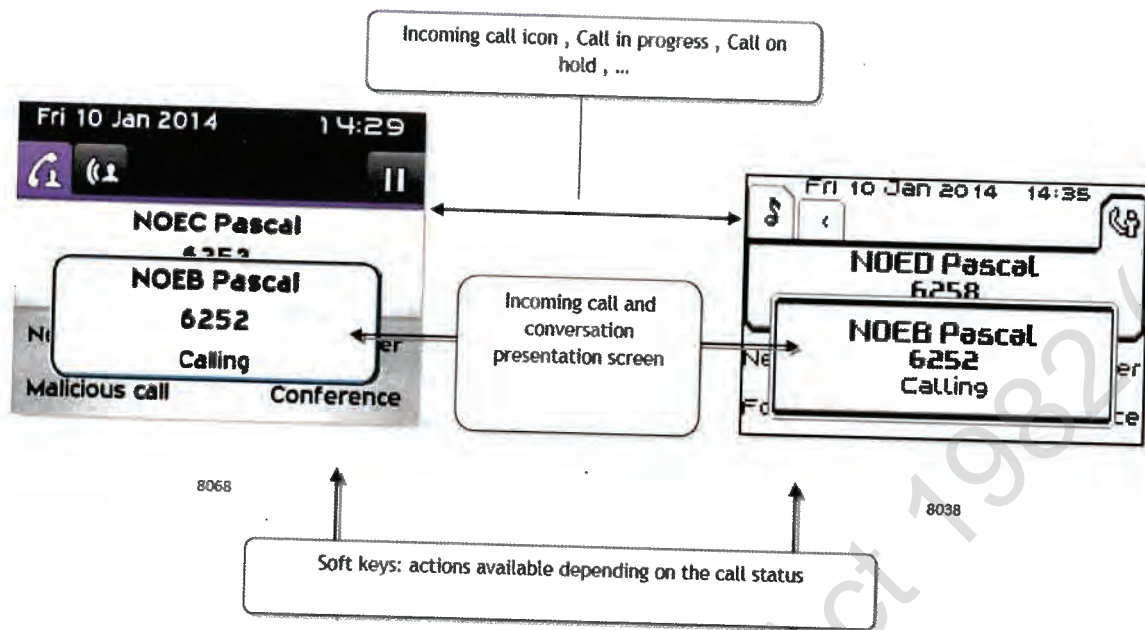 Incoming call icon , Call in progress , Call on
hold , ...
Fri 10 Jan 2014 14:29
NOEC Pascal
NOEB Pascal
6252
Calling
Malicious call Conference
8068
Incoming call and
conversation
presentation screen
Fri 10 Jan 2014 14:35
NOED Pascal
6258
NOEB Pascal
6252
Calling
8038
Soft keys: actions available depending on the call status
ct 1982